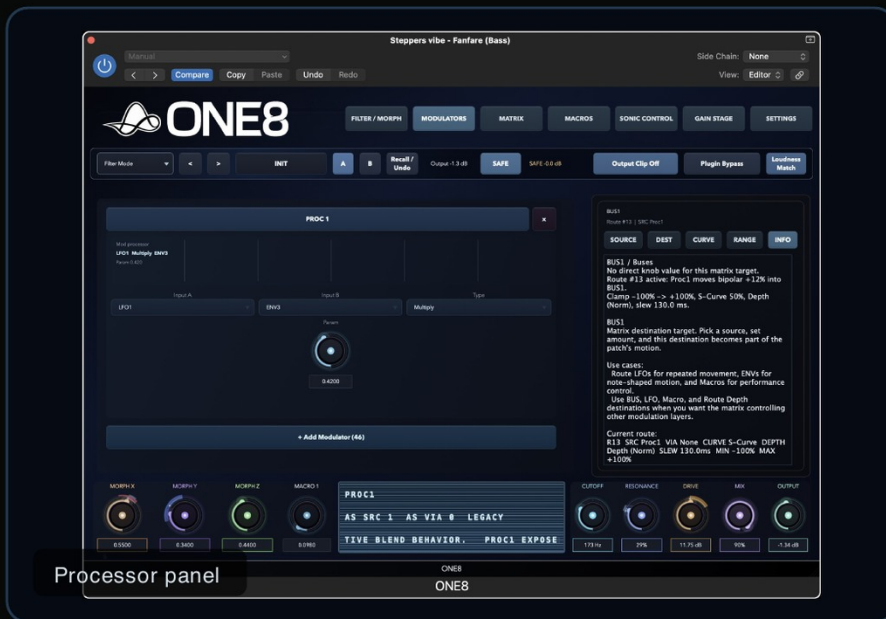 Steppers vibe - Fanfare (Bass)
Manual
Side Chain: None
< > Compare Copy Paste Undo Redo
View: Editor
ONE8
FILTER / MORPH MODULATORS MATRIX MACROS SONIC CONTROL GAIN STAGE SETTINGS
Filter Mode < > INIT A B Recall / Undo Output -1.3 dB SAFE SAFE -0.0 dB Output Clip Off Plugin Bypass Loudness Match
PROC 1 x
Mod processor
LFO1 Multiply ENV3
Param 0.420
Input A Input B Type
LFO1 ENV3 Multiply
Param
0.4200
+ Add Modulator (46)
BUS1
Route #13 | SRC Proc1
SOURCE DEST CURVE RANGE INFO
BUS1 / Buses
No direct knob value for this matrix target.
Route #13 active: Proc1 moves bipolar +12% into
BUS1.
Clamp -100% -> +100%, S-Curve 50%, Depth
(Norm), slew 130.0 ms.
BUS1
Matrix destination target. Pick a source, set
amount, and this destination becomes part of the
patch's motion.
Use cases:
Route LFOs for repeated movement, ENVs for
note-shaped motion, and Macros for performance
control.
Use BUS, LFO, Macro, and Route Depth
destinations when you want the matrix controlling
other modulation layers.
Current route:
R13 SRC Proc1 VIA None CURVE S-Curve DEPTH
Depth (Norm) SLEW 130.0ms MIN -100% MAX
+100%
MORPH X MORPH Y MORPH Z MACRO 1
0.5500 0.3400 0.4400 0.0980
PROC1
AS SRC 1 AS VIA 0 LEGACY
TIVE BLEND BEHAVIOR. PROC1 EXPOSE
CUTOFF RESONANCE DRIVE MIX OUTPUT
173 Hz 29% 11.75 dB 90% -1.34 dB
ONE8
ONE8
Processor panel